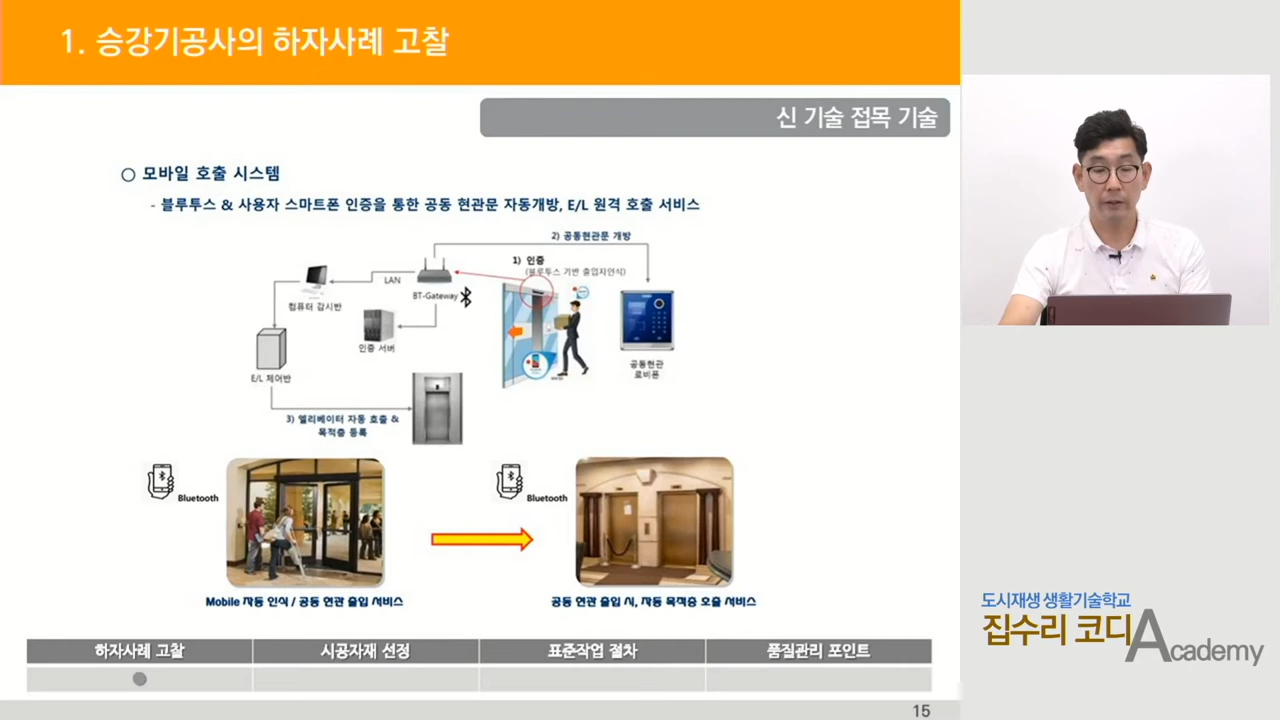 1. 승강기공사의 하자사례 고찰
신 기술 접목 기술
○ 모바일 호출 시스템
- 블루투스 & 사용자 스마트폰 인증을 통한 공동 현관문 자동개방, E/L 원격 호출 서비스
2) 공통현관문 개방
1) 인증
(블루투스 기반 출입자인식)
LAN
BT-Gateway
컴퓨터 감시반
인증 서버
E/L 제어반
공동현관
로비폰
3) 엘리베이터 자동 호출 &
목적층 등록
Bluetooth
Bluetooth
Mobile 자동 인식 / 공동 현관 출입 서비스
공동 현관 출입 시, 자동 목적층 호출 서비스
하자사례 고찰
시공자재 선정
표준작업 절차
품질관리 포인트
15
도시재생 생활기술학교
집수리 코디 Academy